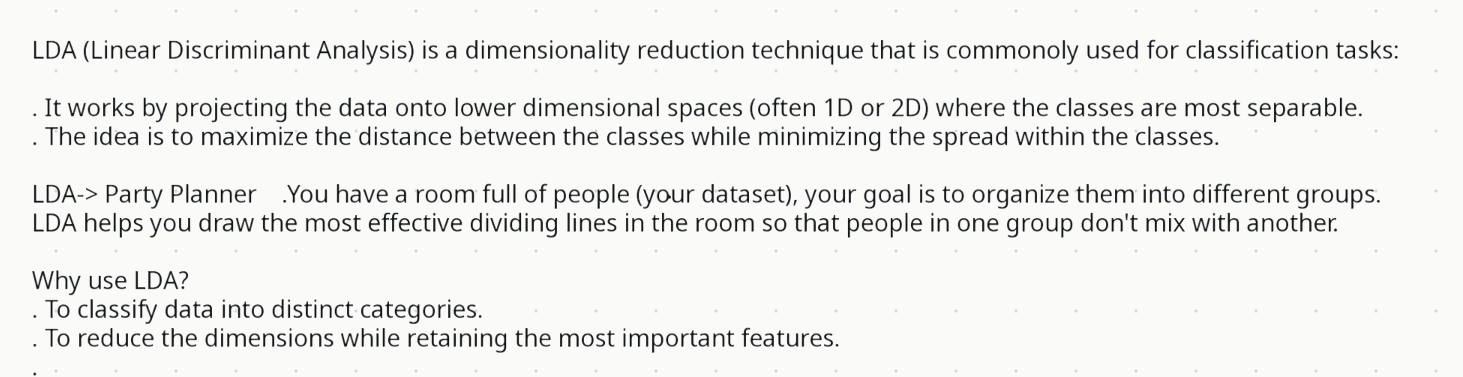 LDA (Linear Discriminant Analysis) is a dimensionality reduction technique that is commonoly used for classification tasks:
. It works by projecting the data onto lower dimensional spaces (often 1D or 2D) where the classes are most separable.
. The idea is to maximize the distance between the classes while minimizing the spread within the classes.
LDA-> Party Planner    .You have a room full of people (your dataset), your goal is to organize them into different groups.
LDA helps you draw the most effective dividing lines in the room so that people in one group don't mix with another.
Why use LDA?
. To classify data into distinct categories.
. To reduce the dimensions while retaining the most important features.
.